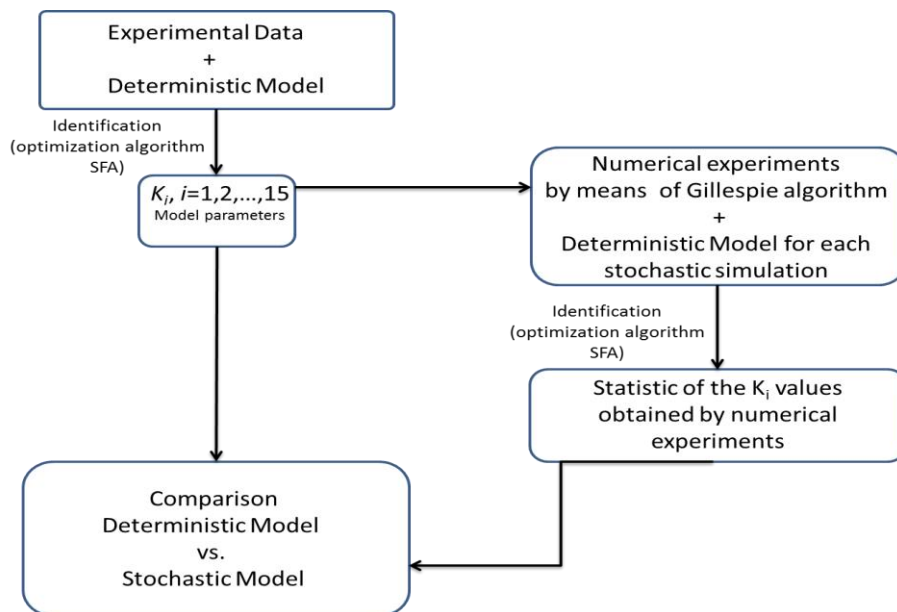 Experimental Data
+
Deterministic Model
Identification
(optimization algorithm
SFA)
Ki, i=1,2,...,15
Model parameters
Numerical experiments
by means of Gillespie algorithm
+
Deterministic Model for each
stochastic simulation
Identification
(optimization algorithm
SFA)
Statistic of the Ki values
obtained by numerical
experiments
Comparison
Deterministic Model
vs.
Stochastic Model